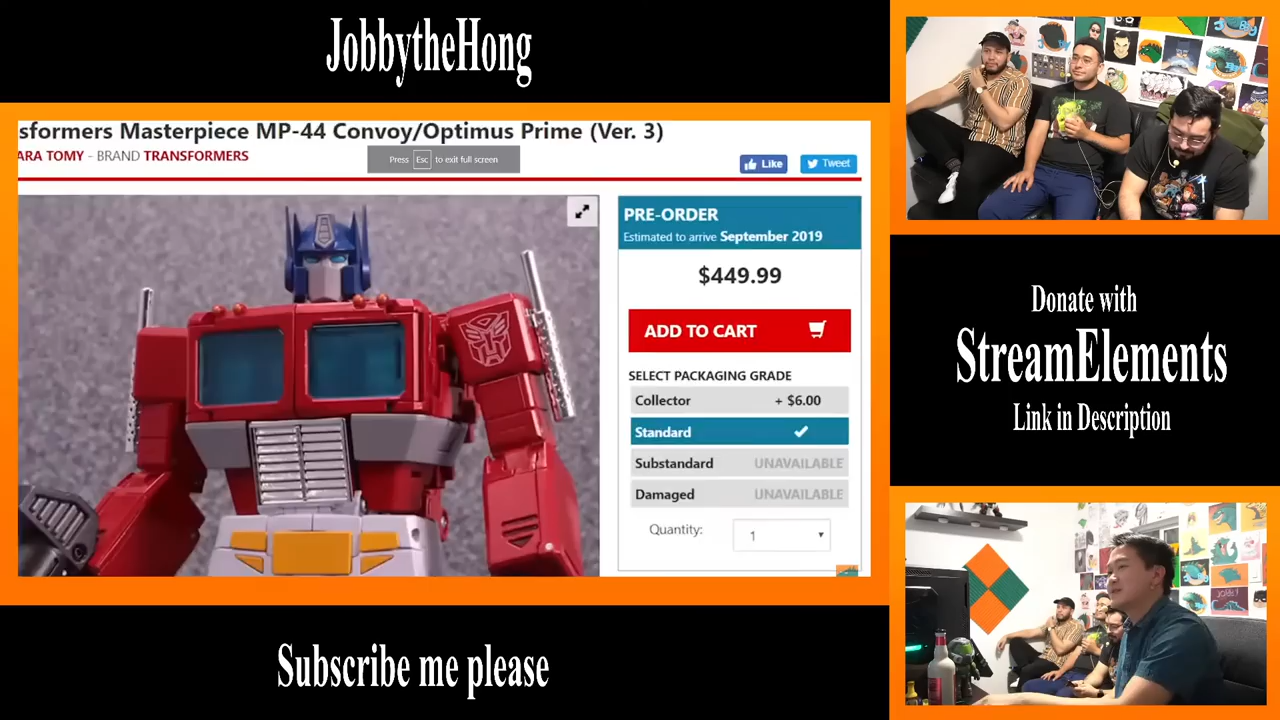 JobbytheHong
sformers Masterpiece MP-44 Convoy/Optimus Prime (Ver. 3)
ARA TOMY - BRAND TRANSFORMERS
Press Esc to exit full screen
Like
Tweet
PRE-ORDER
Estimated to arrive September 2019
$449.99
ADD TO CART
SELECT PACKAGING GRADE
Collector + $6.00
Standard
Substandard UNAVAILABLE
Damaged UNAVAILABLE
Quantity: 1
Donate with
StreamElements
Link in Description
Subscribe me please